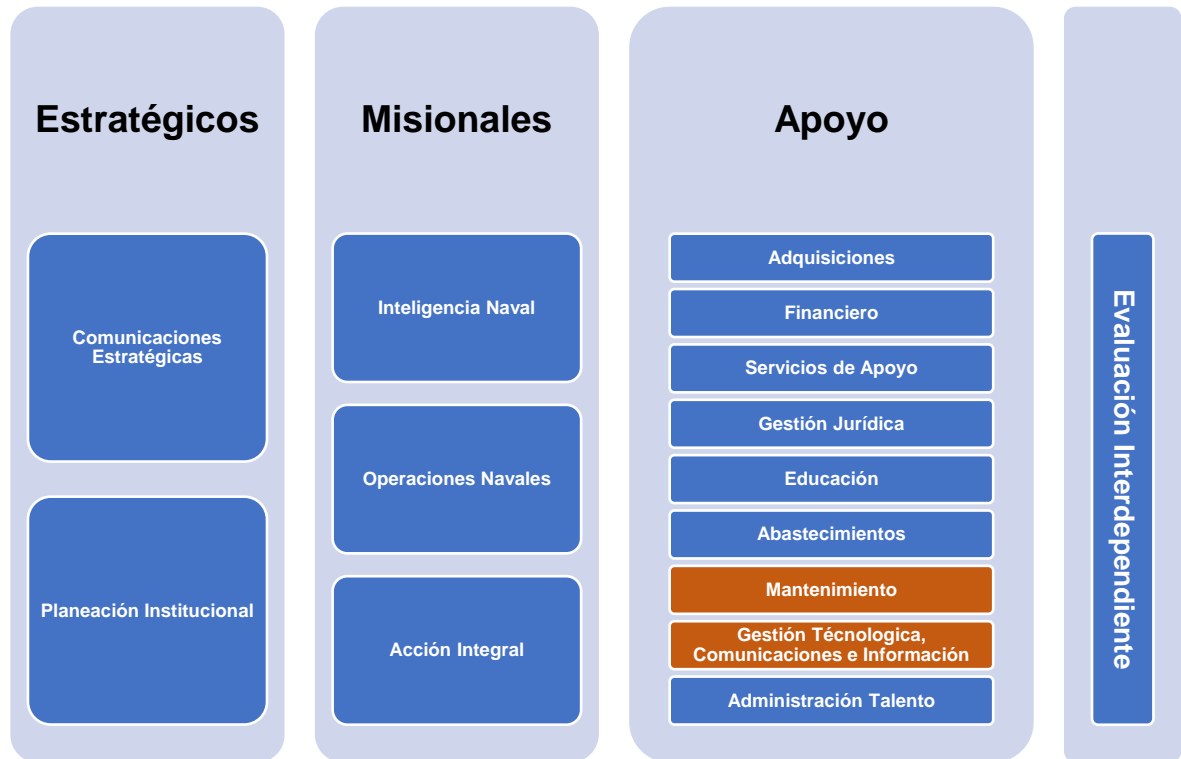 Estratégicos
Comunicaciones
Estratégicas
Planeación Institucional
Misionales
Inteligencia Naval
Operaciones Navales
Acción Integral
Apoyo
Adquisiciones
Financiero
Servicios de Apoyo
Gestión Jurídica
Educación
Abastecimientos
Mantenimiento
Gestión Técnologica,
Comunicaciones e Información
Administración Talento
Evaluación Interdependiente